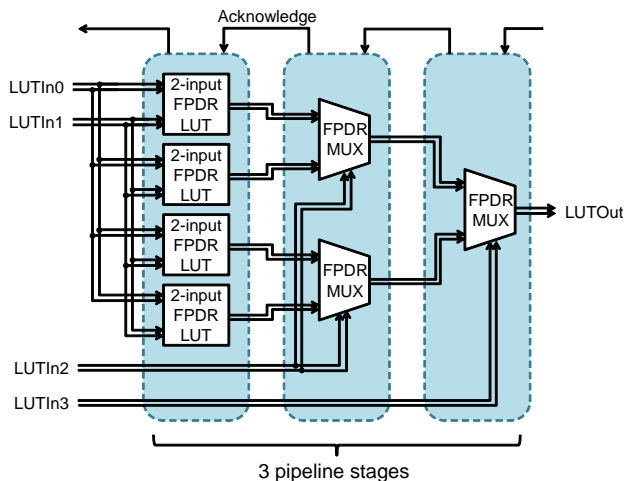 Acknowledge
LUTIn0
LUTIn1
2-input
FPDR
LUT
2-input
FPDR
LUT
2-input
FPDR
LUT
2-input
FPDR
LUT
FPDR
MUX
FPDR
MUX
FPDR
MUX
LUTOut
LUTIn2
LUTIn3
3 pipeline stages